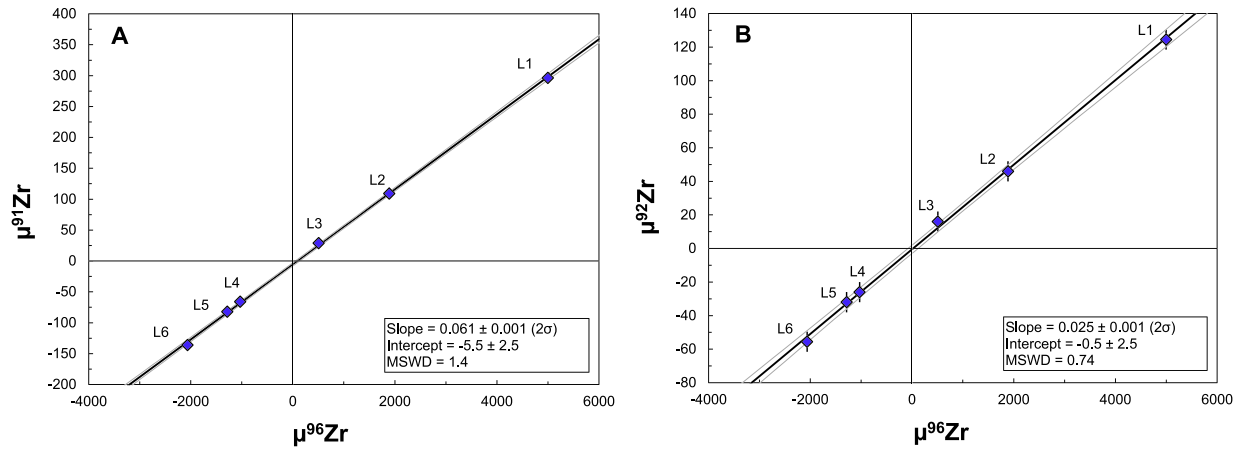 A
µ⁹¹Zr
400
350
300
250
200
150
100
50
0
-50
-100
-150
-200
L1
L2
L3
L4
L5
L6
Slope = 0.061 ± 0.001 (2σ)
Intercept = -5.5 ± 2.5
MSWD = 1.4
-4000 -2000 0 2000 4000 6000
µ⁹⁶Zr
B
µ⁹²Zr
140
120
100
80
60
40
20
0
-20
-40
-60
-80
L1
L2
L3
L4
L5
L6
Slope = 0.025 ± 0.001 (2σ)
Intercept = -0.5 ± 2.5
MSWD = 0.74
-4000 -2000 0 2000 4000 6000
µ⁹⁶Zr